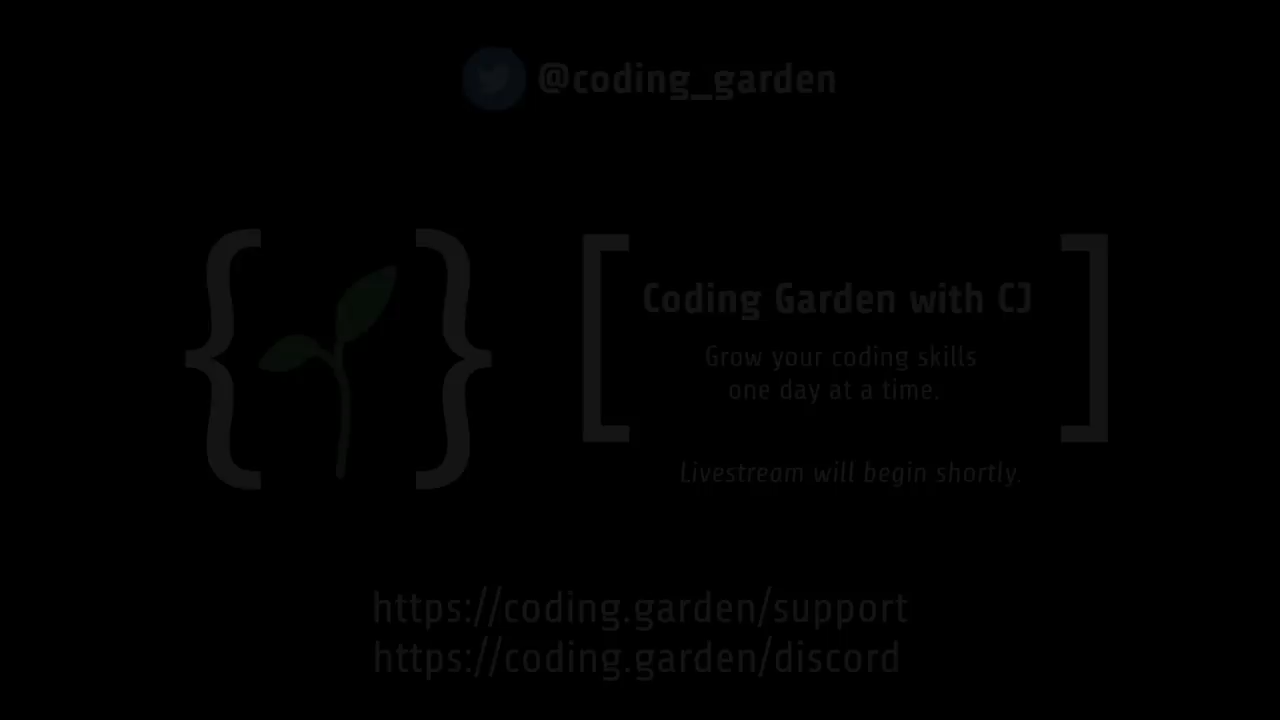 @coding_garden
Coding Garden with CJ
Grow your coding skills
one day at a time.
Livestream will begin shortly.
https://coding.garden/support
https://coding.garden/discord